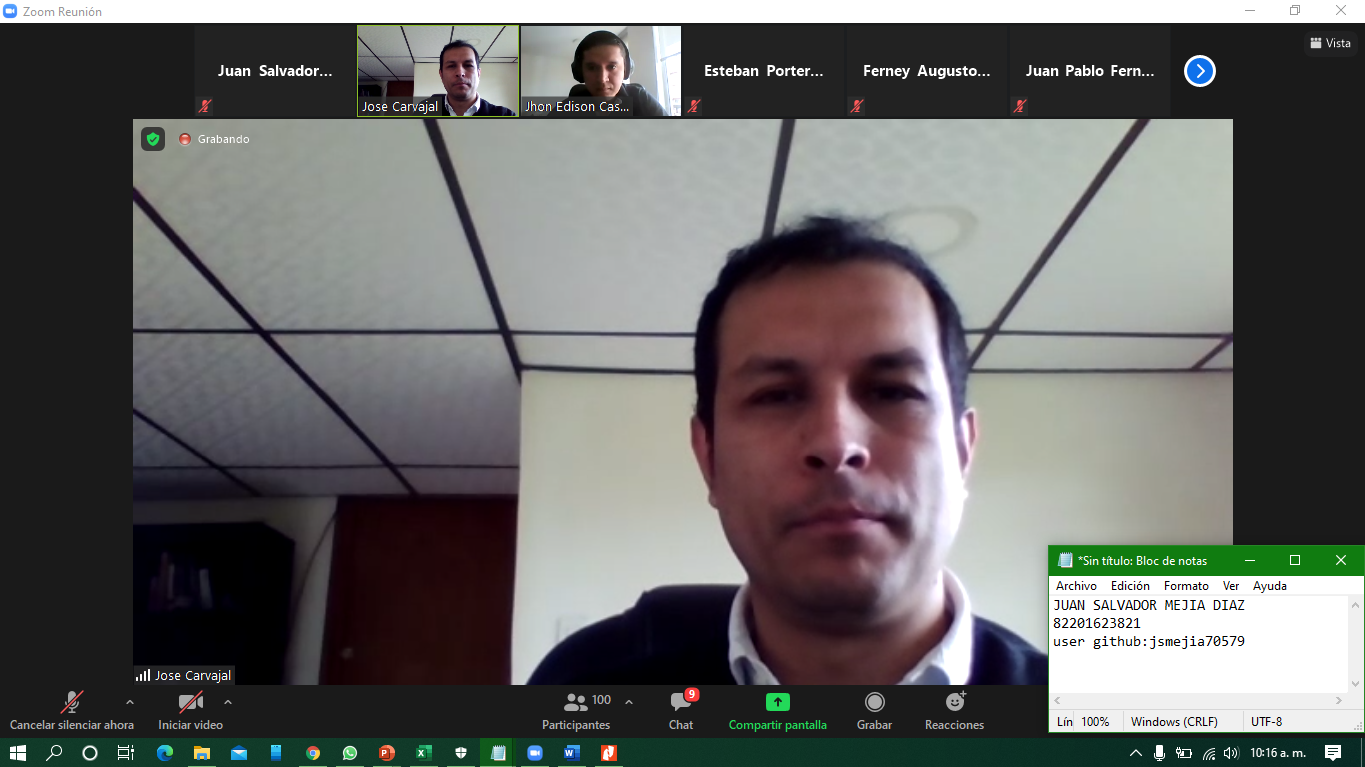 Zoom Reunión
Juan Salvador...
Jose Carvajal
Jhon Edison Cas...
Esteban Porter...
Ferney Augusto...
Juan Pablo Fern...
Vista
Grabando
Jose Carvajal
*Sin título: Bloc de notas
Archivo Edición Formato Ver Ayuda
JUAN SALVADOR MEJIA DIAZ
82201623821
user github:jsmejia70579
Lín 100% Windows (CRLF) UTF-8
Cancelar silenciar ahora
Iniciar video
100
Participantes
9
Chat
Compartir pantalla
Grabar
Reacciones
10:16 a. m.